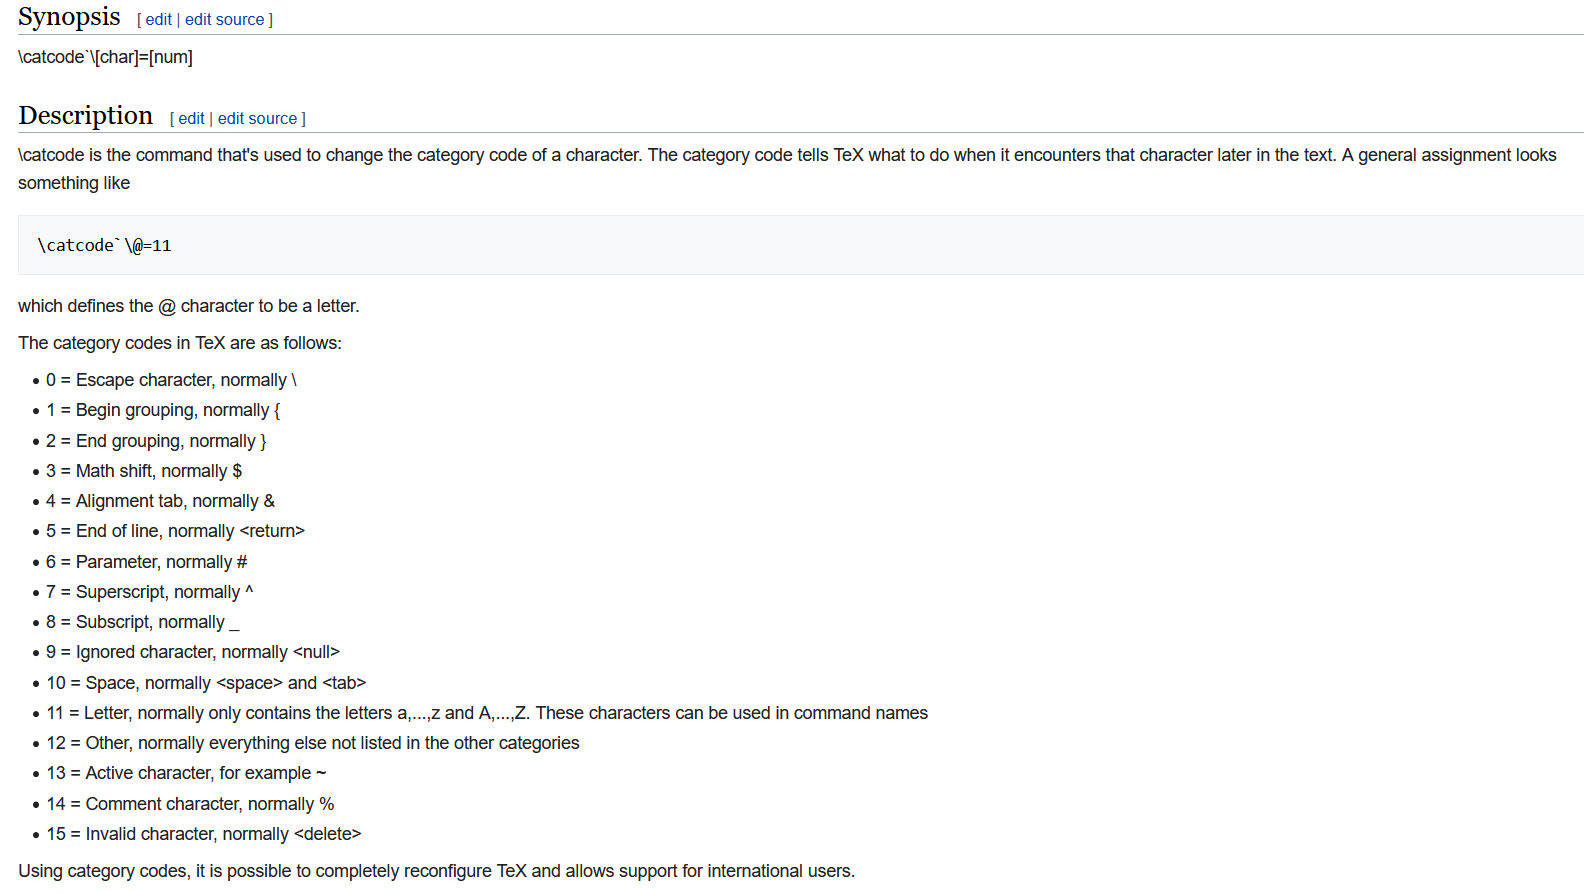 Synopsis [ edit | edit source ]
\catcode`\[char]=[num]
Description [ edit | edit source ]
\catcode is the command that's used to change the category code of a character. The category code tells TeX what to do when it encounters that character later in the text. A general assignment looks
something like
\catcode`\@=11
which defines the @ character to be a letter.
The category codes in TeX are as follows:
• 0 = Escape character, normally \
• 1 = Begin grouping, normally {
• 2 = End grouping, normally }
• 3 = Math shift, normally $
• 4 = Alignment tab, normally &
• 5 = End of line, normally <return>
• 6 = Parameter, normally #
• 7 = Superscript, normally ^
• 8 = Subscript, normally _
• 9 = Ignored character, normally <null>
• 10 = Space, normally <space> and <tab>
• 11 = Letter, normally only contains the letters a,...,z and A,...,Z. These characters can be used in command names
• 12 = Other, normally everything else not listed in the other categories
• 13 = Active character, for example ~
• 14 = Comment character, normally %
• 15 = Invalid character, normally <delete>
Using category codes, it is possible to completely reconfigure TeX and allows support for international users.